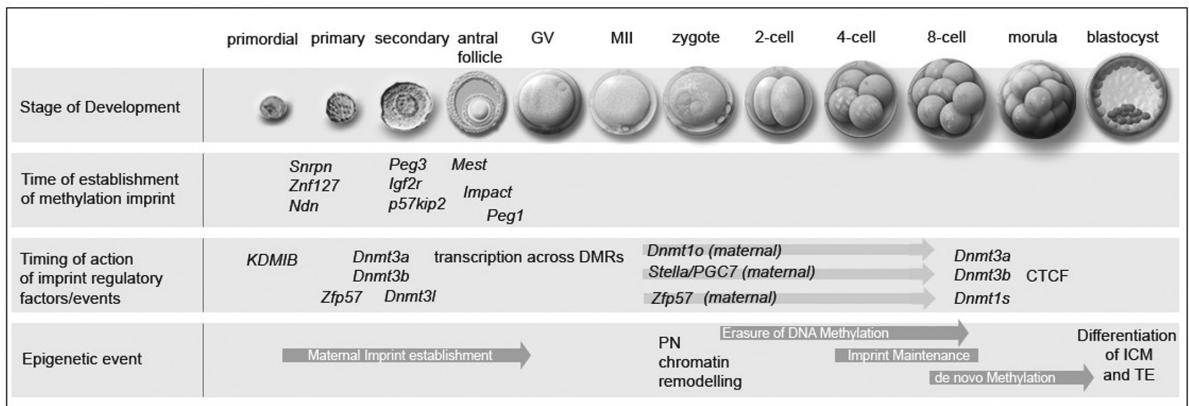 primordial primary secondary antral follicle GV MII zygote 2-cell 4-cell 8-cell morula blastocyst
Stage of Development
Time of establishment
of methylation imprint
Snrpn
Znf127
Ndn
Peg3
Igf2r
p57kip2
Mest
Impact
Peg1
Timing of action
of imprint regulatory
factors/events
KDMIB
Dnmt3a
Dnmt3b
Zfp57 Dnmt3l
transcription across DMRs
Dnmt1o (maternal)
Stella/PGC7 (maternal)
Zfp57 (maternal)
Dnmt3a
Dnmt3b CTCF
Dnmt1s
Epigenetic event
Maternal Imprint establishment
PN
chromatin
remodelling
Erasure of DNA Methylation
Imprint Maintenance
de novo Methylation
Differentiation
of ICM
and TE